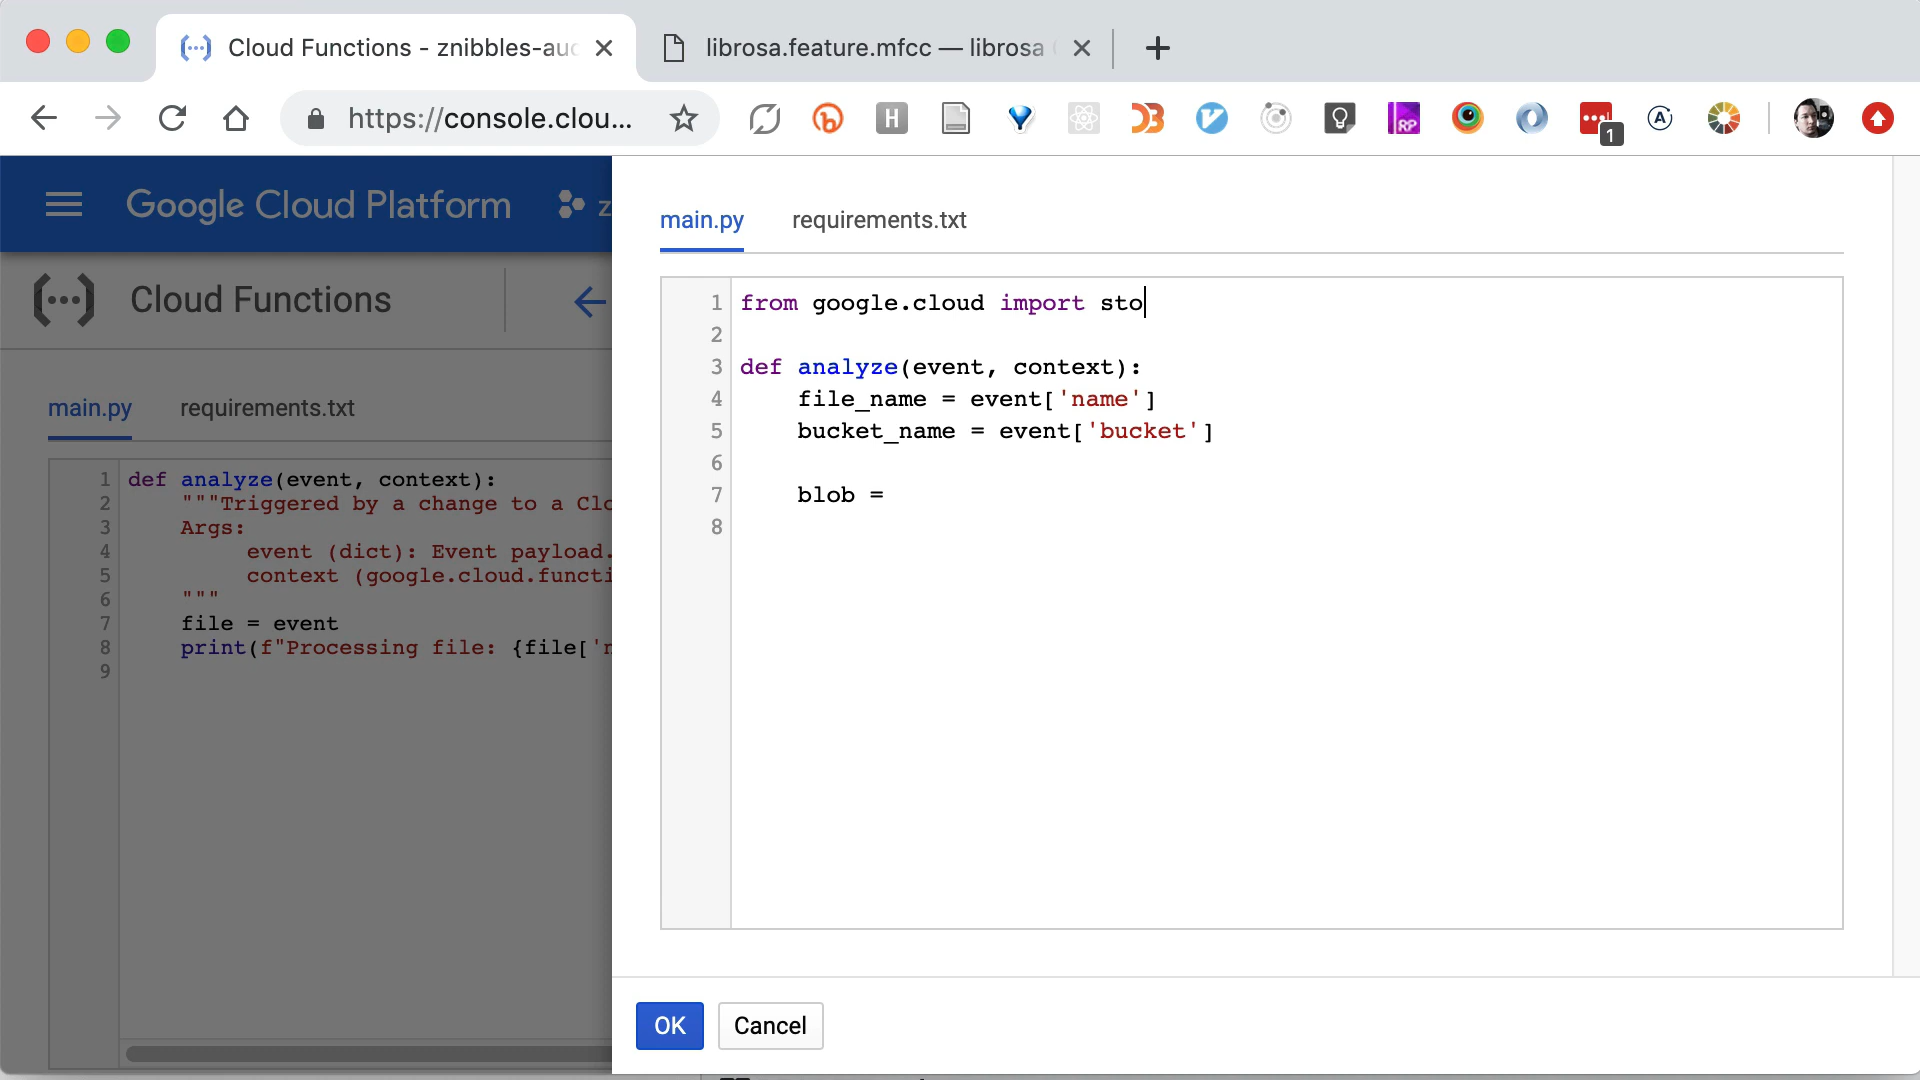 Cloud Functions - znibbles-au
librosa.feature.mfcc — librosa
https://console.clou...
H
RP
1
A
Google Cloud Platform
z
Cloud Functions
main.py requirements.txt
1 def analyze(event, context):
2 """Triggered by a change to a Clo
3 Args:
4 event (dict): Event payload.
5 context (google.cloud.functi
6 """
7 file = event
8 print(f"Processing file: {file['n
9
main.py requirements.txt
1 from google.cloud import sto
2
3 def analyze(event, context):
4 file_name = event['name']
5 bucket_name = event['bucket']
6
7 blob =
8
OK Cancel